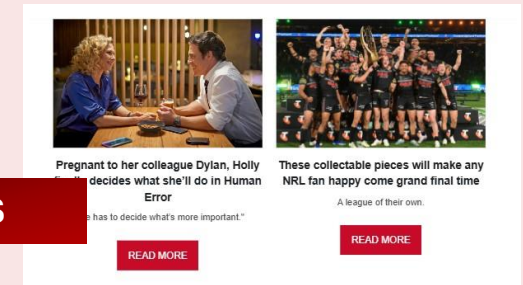 Pregnant to her colleague Dylan, Holly
decides what she'll do in Human
Error
has to decide what's more important."
READ MORE
These collectable pieces will make any
NRL fan happy come grand final time
A league of their own.
READ MORE
S